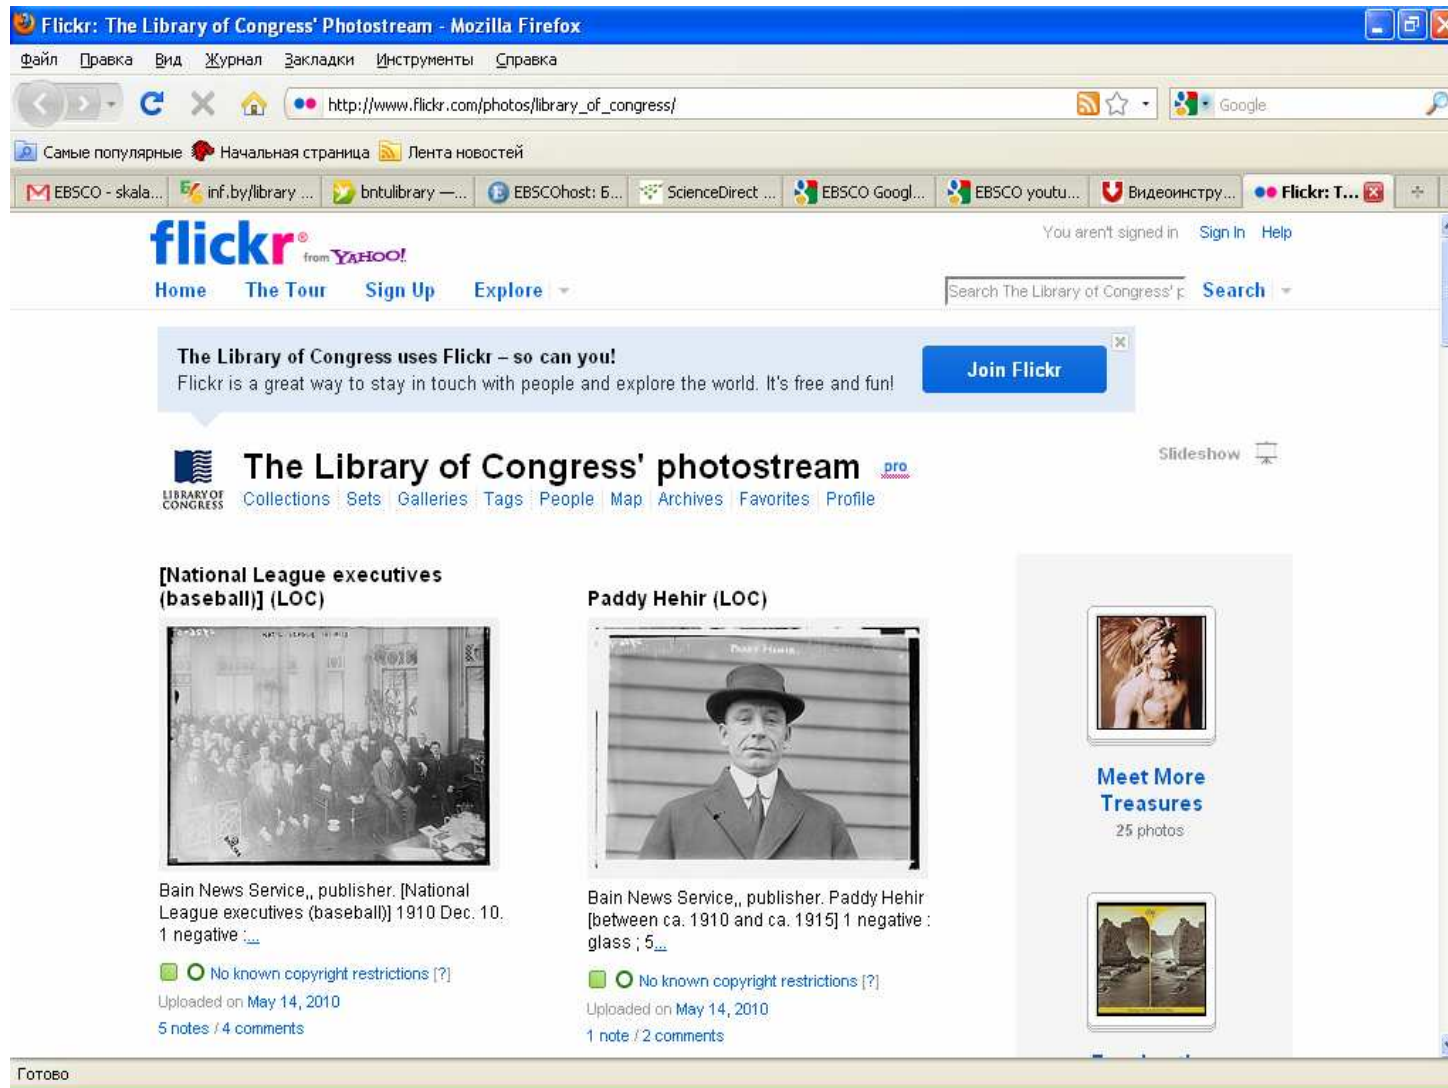 Flickr: The Library of Congress' Photostream - Mozilla Firefox
Файл Правка Вид Журнал Закладки Инструменты Справка
http://www.flickr.com/photos/library_of_congress/ Google
Самые популярные Начальная страница Лента новостей
EBSCO - skala... inf.by/library ... bntulibrary —... EBSCOhost: Б... ScienceDirect ... EBSCO Googl... EBSCO youtu... Видеоинстру... Flickr: T...
flickr® from YAHOO!
You aren't signed in Sign In Help
Home The Tour Sign Up Explore
Search The Library of Congress' p Search
The Library of Congress uses Flickr – so can you!
Flickr is a great way to stay in touch with people and explore the world. It's free and fun!
Join Flickr
LIBRARY OF
CONGRESS
The Library of Congress' photostream pro
Slideshow
Collections Sets Galleries Tags People Map Archives Favorites Profile
[National League executives
(baseball)] (LOC)
Bain News Service,, publisher. [National
League executives (baseball)] 1910 Dec. 10.
1 negative :...
No known copyright restrictions [?]
Uploaded on May 14, 2010
5 notes / 4 comments
Paddy Hehir (LOC)
PADDY HEHIR
Bain News Service,, publisher. Paddy Hehir
[between ca. 1910 and ca. 1915] 1 negative :
glass ; 5...
No known copyright restrictions [?]
Uploaded on May 14, 2010
1 note / 2 comments
Meet More
Treasures
25 photos
Готово